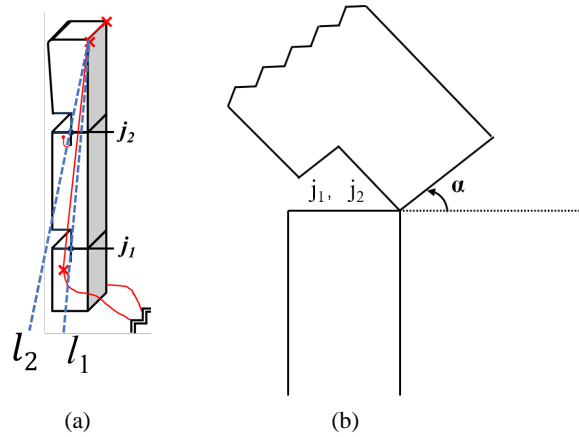 j₂
j₁
l₂ l₁
(a)
α
j₁, j₂
(b)